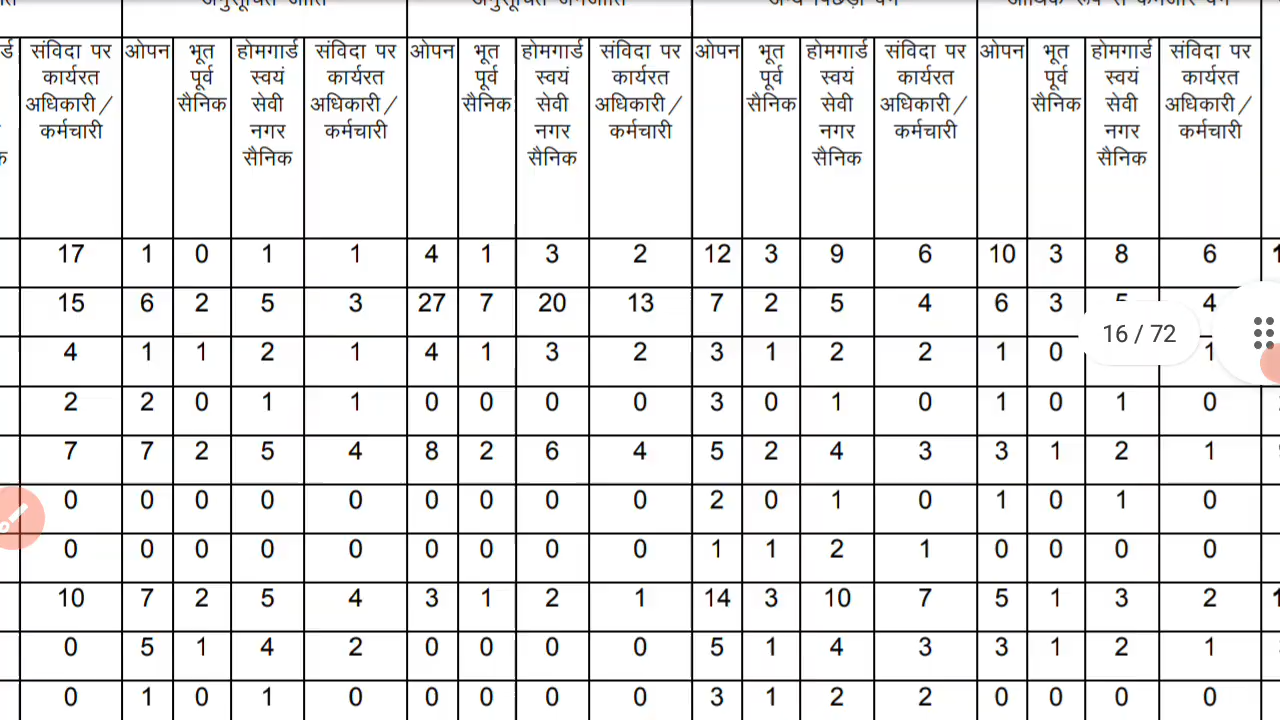 अनुसूचित जाति अनुसूचित जनजाति अन्य पिछड़ा वर्ग आर्थिक रूप से कमजोर वर्ग
संविदा पर ओपन भूत होमगार्ड संविदा पर ओपन भूत होमगार्ड संविदा पर ओपन भूत होमगार्ड संविदा पर ओपन भूत होमगार्ड संविदा पर
कार्यरत पूर्व स्वयं कार्यरत पूर्व स्वयं कार्यरत पूर्व स्वयं कार्यरत पूर्व स्वयं कार्यरत
अधिकारी/ सैनिक सेवी अधिकारी/ सैनिक सेवी अधिकारी/ सैनिक सेवी अधिकारी/ सैनिक सेवी अधिकारी/
कर्मचारी नगर कर्मचारी नगर कर्मचारी नगर कर्मचारी नगर कर्मचारी
सैनिक सैनिक सैनिक सैनिक
17 1 0 1 1 4 1 3 2 12 3 9 6 10 3 8 6
15 6 2 5 3 27 7 20 13 7 2 5 4 6 3 5 4
16 / 72
4 1 1 2 1 4 1 3 2 3 1 2 2 1 0 1
2 2 0 1 1 0 0 0 0 3 0 1 0 1 0 1 0
7 7 2 5 4 8 2 6 4 5 2 4 3 3 1 2 1
0 0 0 0 0 0 0 0 0 2 0 1 0 1 0 1 0
0 0 0 0 0 0 0 0 0 1 1 2 1 0 0 0 0
10 7 2 5 4 3 1 2 1 14 3 10 7 5 1 3 2
0 5 1 4 2 0 0 0 0 5 1 4 3 3 1 2 1
0 1 0 1 0 0 0 0 0 3 1 2 2 0 0 0 0